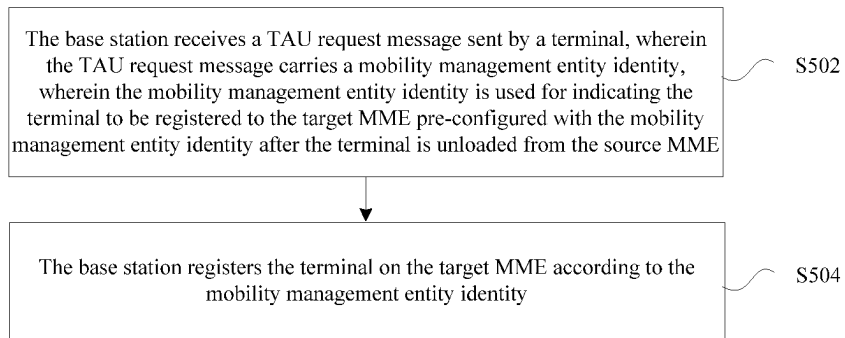 The base station receives a TAU request message sent by a terminal, wherein
the TAU request message carries a mobility management entity identity,
wherein the mobility management entity identity is used for indicating the
terminal to be registered to the target MME pre-configured with the mobility
management entity identity after the terminal is unloaded from the source MME
S502
The base station registers the terminal on the target MME according to the
mobility management entity identity
S504